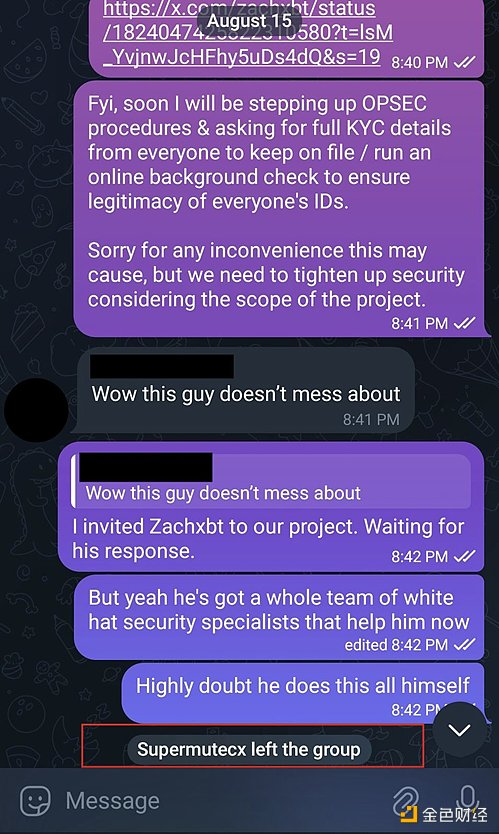 https://x.com/zachxbt/status
August 15
/1824047425322310580?t=lsM
_YvjnwJcHFhy5uDs4dQ&s=19 8:40 PM
Fyi, soon I will be stepping up OPSEC
procedures & asking for full KYC details
from everyone to keep on file / run an
online background check to ensure
legitimacy of everyone's IDs.
Sorry for any inconvenience this may
cause, but we need to tighten up security
considering the scope of the project.
8:41 PM
Wow this guy doesn’t mess about
8:41 PM
Wow this guy doesn’t mess about
I invited Zachxbt to our project. Waiting for
his response. 8:42 PM
But yeah he's got a whole team of white
hat security specialists that help him now
edited 8:42 PM
Highly doubt he does this all himself
8:42 PM
Supermutecx left the group
Message
金色财经